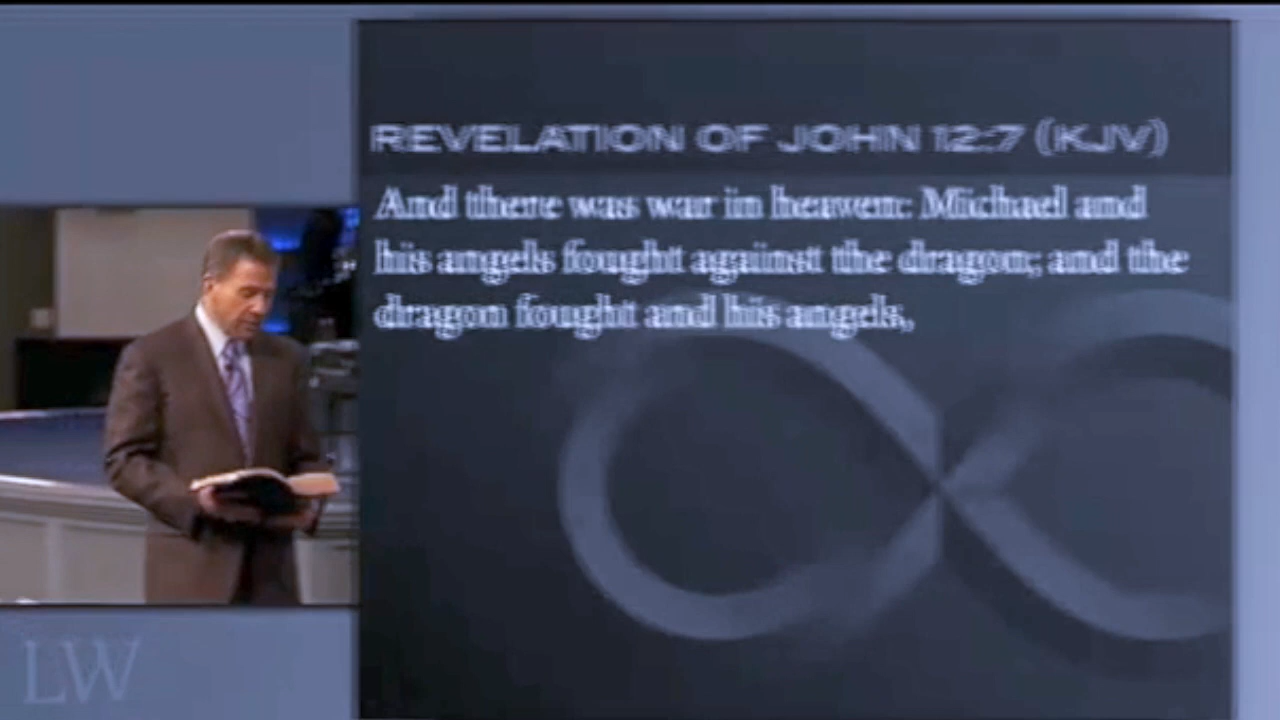 REVELATION OF JOHN 12:7 (KJV)
And there was war in heaven: Michael and
his angels fought against the dragon; and the
dragon fought and his angels,
LW